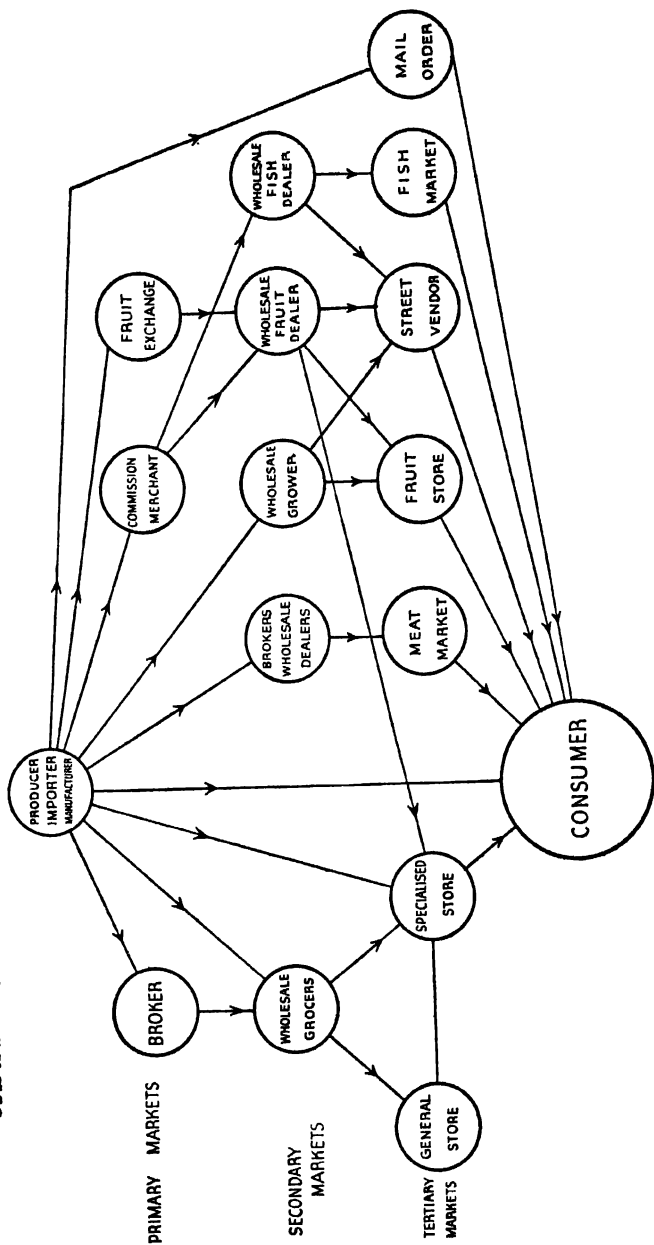 PRODUCER
IMPORTER
MANUFACTURER
PRIMARY MARKETS
BROKER
COMMISSION
MERCHANT
FRUIT
EXCHANGE
SECONDARY
MARKETS
WHOLESALE
GROCERS
BROKERS
WHOLESALE
DEALERS
WHOLESALE
GROWER
WHOLESALE
FRUIT
DEALER
WHOLESALE
FISH
DEALER
TERTIARY
MARKETS
GENERAL
STORE
SPECIALISED
STORE
MEAT
MARKET
FRUIT
STORE
STREET
VENDOR
FISH
MARKET
MAIL
ORDER
CONSUMER